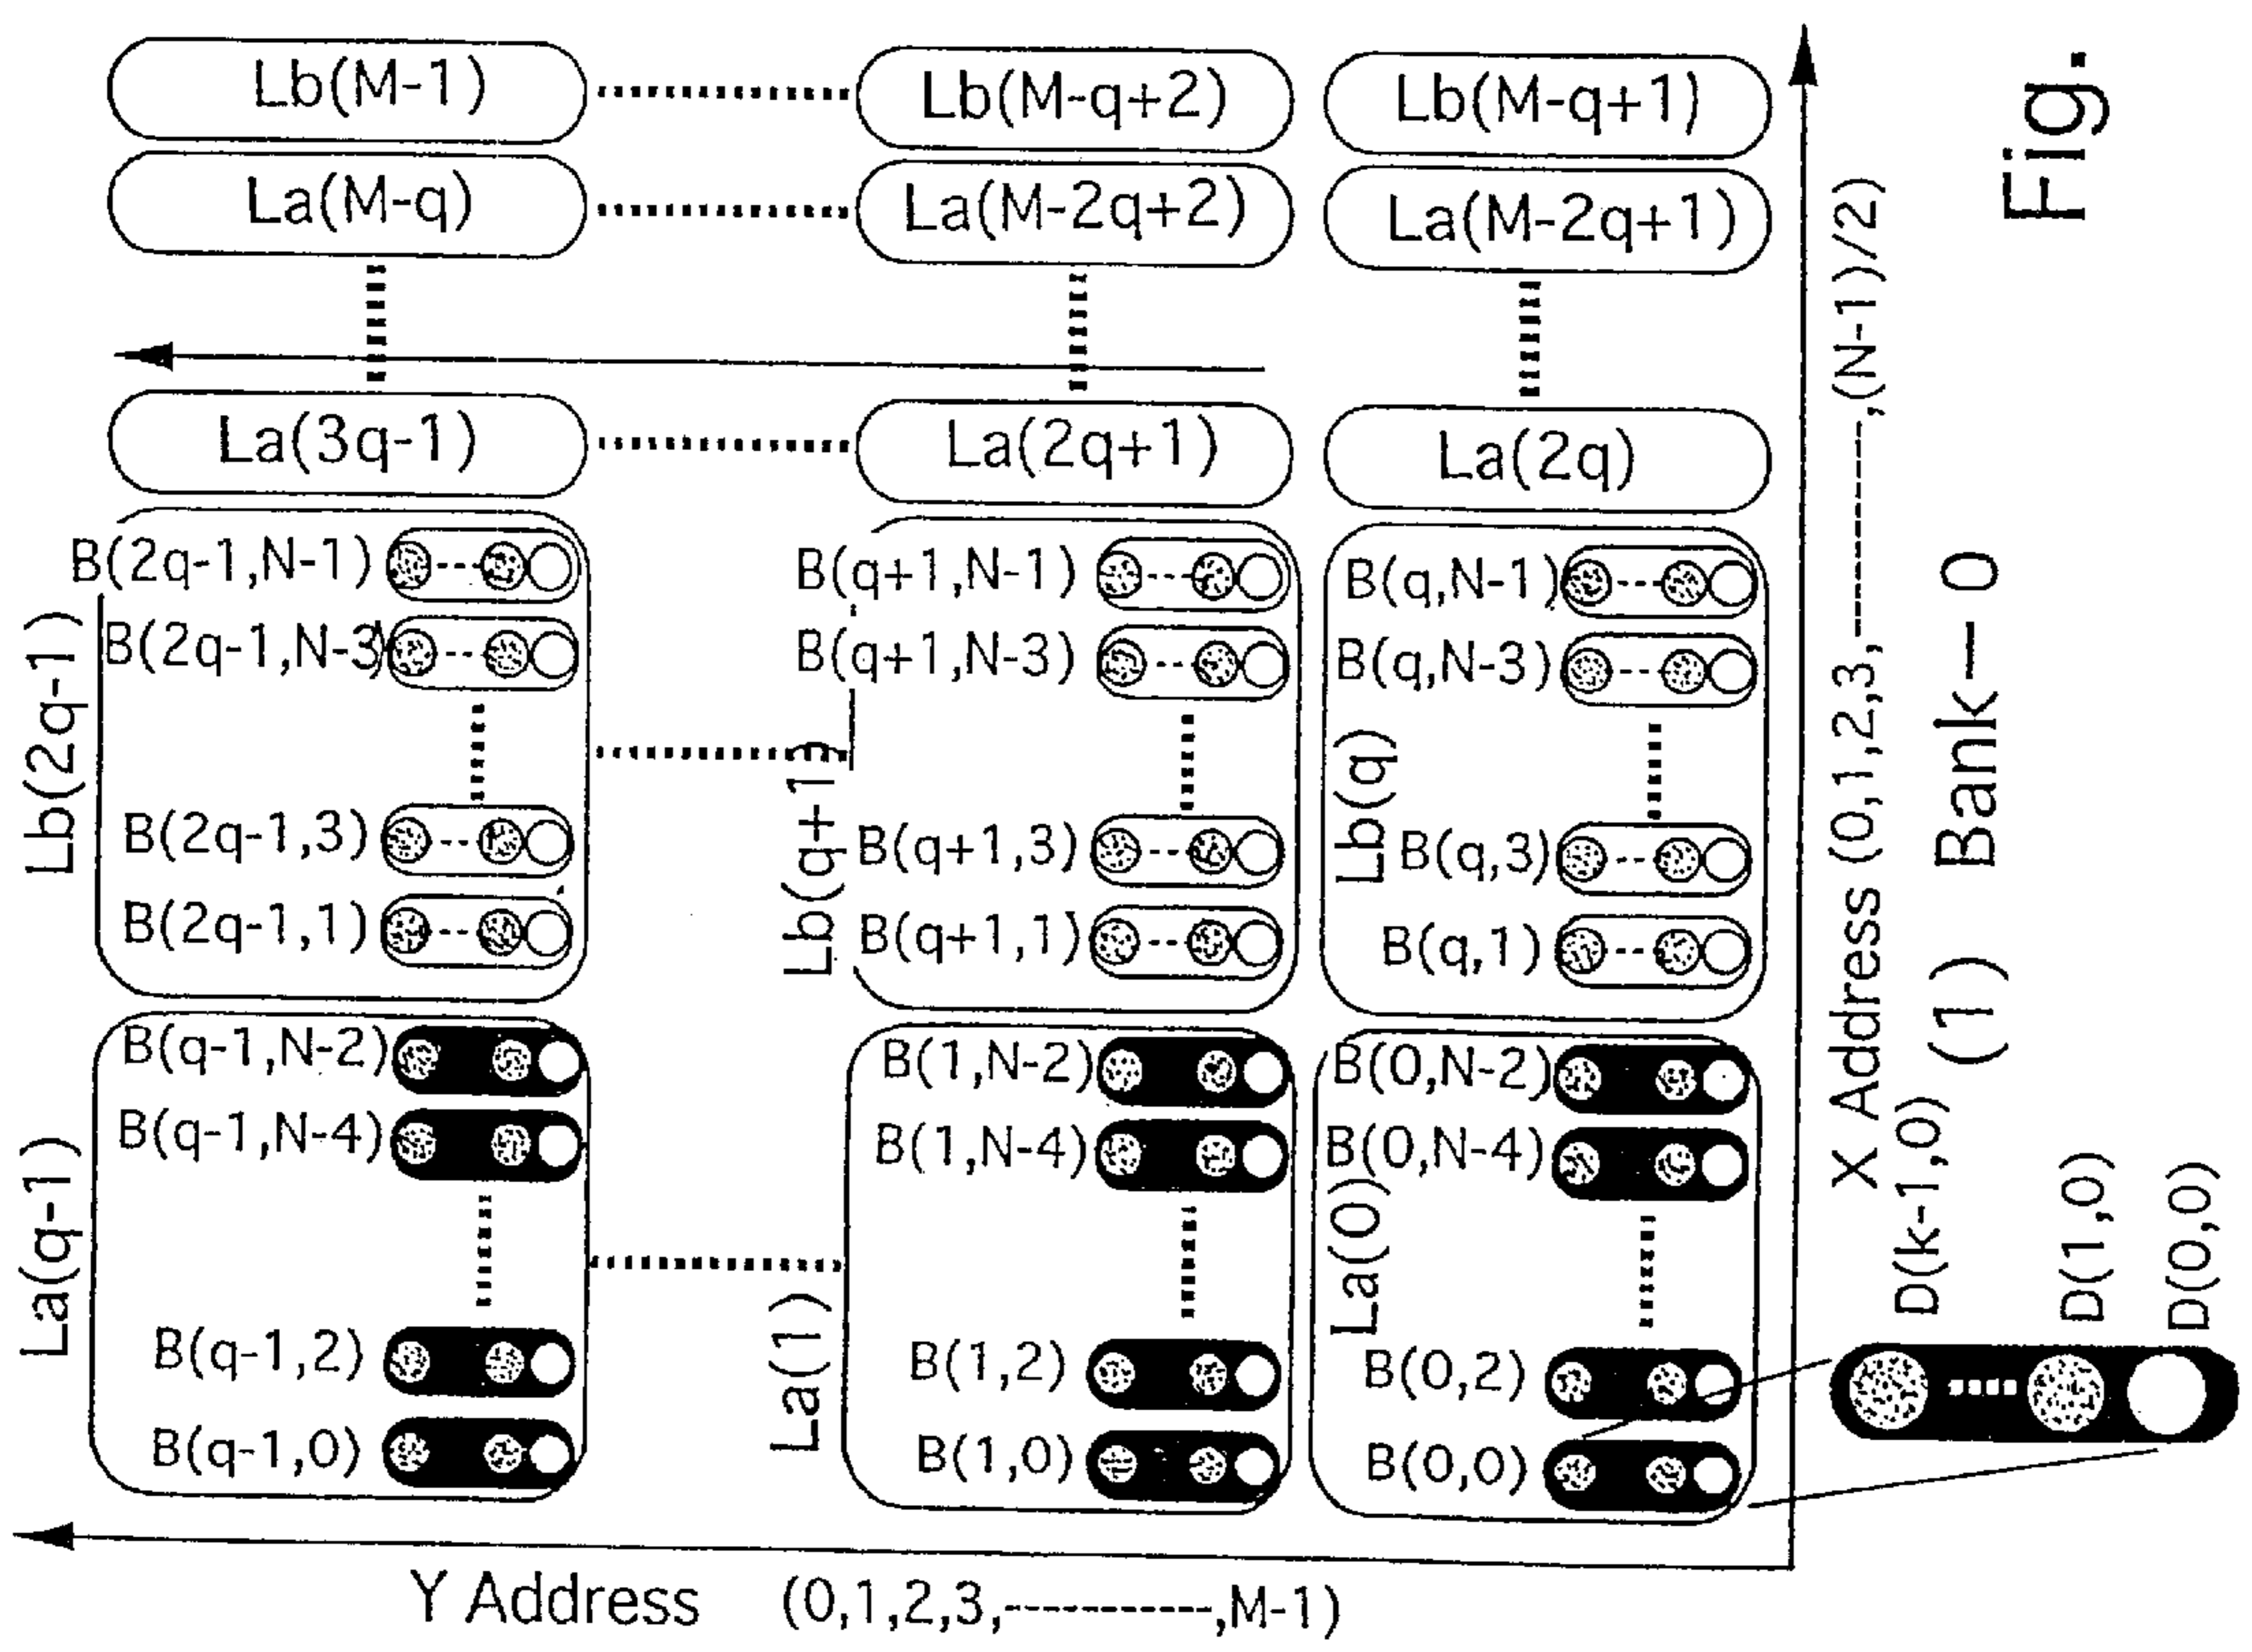 Lb(M-1)
Lb(M-q+2)
Lb(M-q+1)
La(M-q)
La(M-2q+2)
La(M-2q+1)
La(3q-1)
La(2q+1)
La(2q)
Lb(2q-1)
B(2q-1,N-1)
B(2q-1,N-3)
B(2q-1,3)
B(2q-1,1)
Lb(q+1)
B(q+1,N-1)
B(q+1,N-3)
B(q+1,3)
B(q+1,1)
Lb(q)
B(q,N-1)
B(q,N-3)
B(q,3)
B(q,1)
La(q-1)
B(q-1,N-2)
B(q-1,N-4)
B(q-1,2)
B(q-1,0)
La(1)
B(1,N-2)
B(1,N-4)
B(1,2)
B(1,0)
La(0)
B(0,N-2)
B(0,N-4)
B(0,2)
B(0,0)
Y Address (0,1,2,3,------------,M-1)
X Address (0,1,2,3,------------,(N-1)/2)
D(k-1,0)
D(1,0)
D(0,0)
(1) Bank-0
Fig.